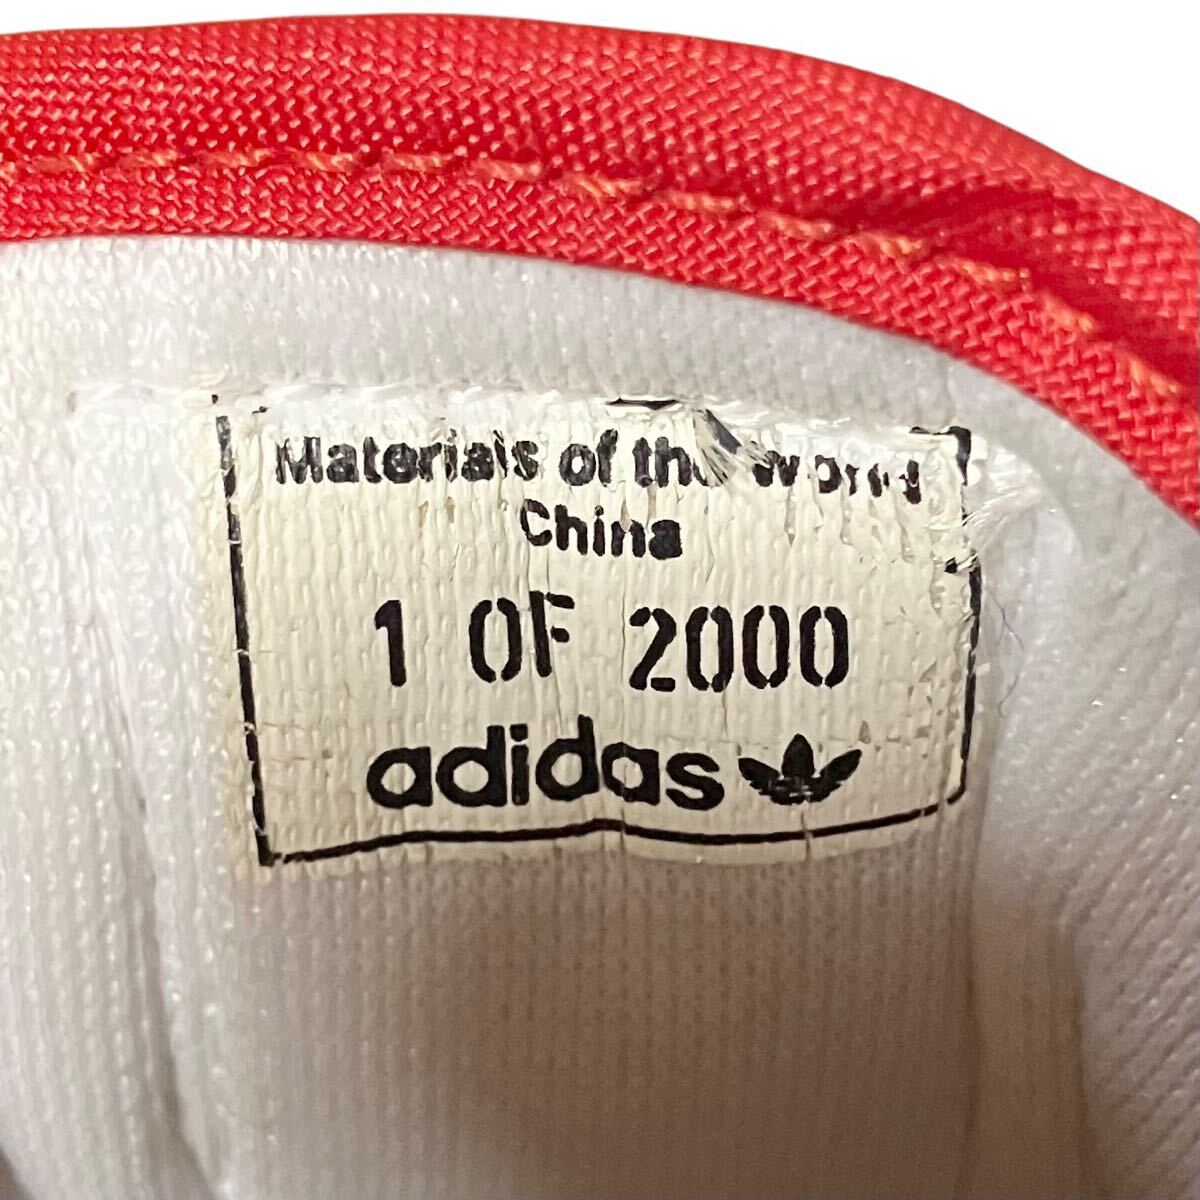 Materials of the World
China
1 OF 2000
adidas